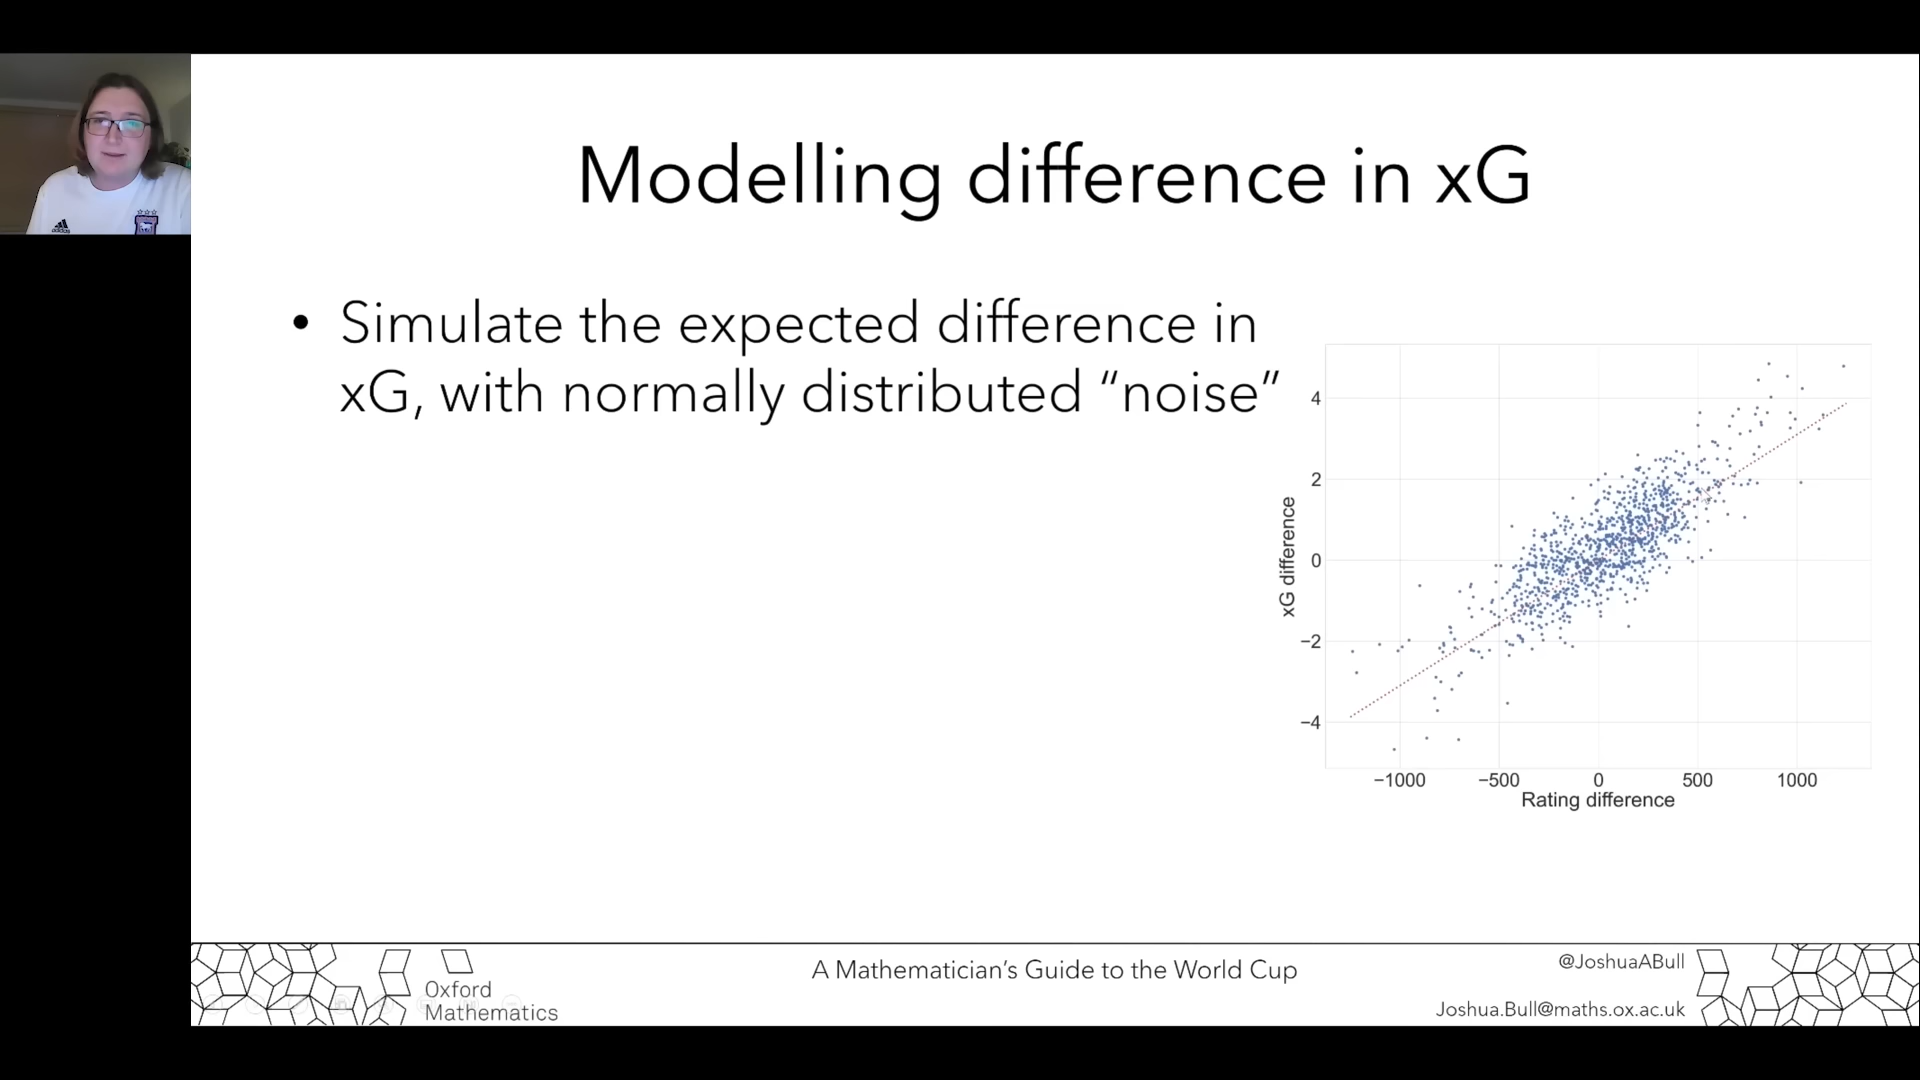 Modelling difference in xG
• Simulate the expected difference in
xG, with normally distributed “noise”
4
2
0
−2
−4
xG difference
−1000 −500 0 500 1000
Rating difference
adidas
Oxford
Mathematics
A Mathematician’s Guide to the World Cup
@JoshuaABull
Joshua.Bull@maths.ox.ac.uk